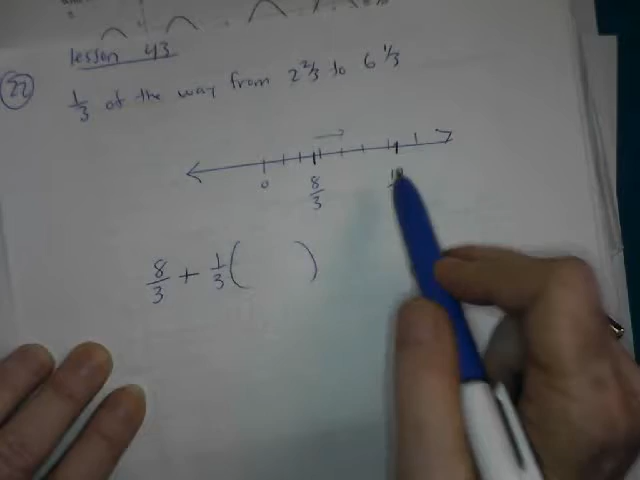 lesson 43
22 1/3 of the way from 2 2/3 to 6 1/3
0 8/3
8/3 + 1/3 ( )